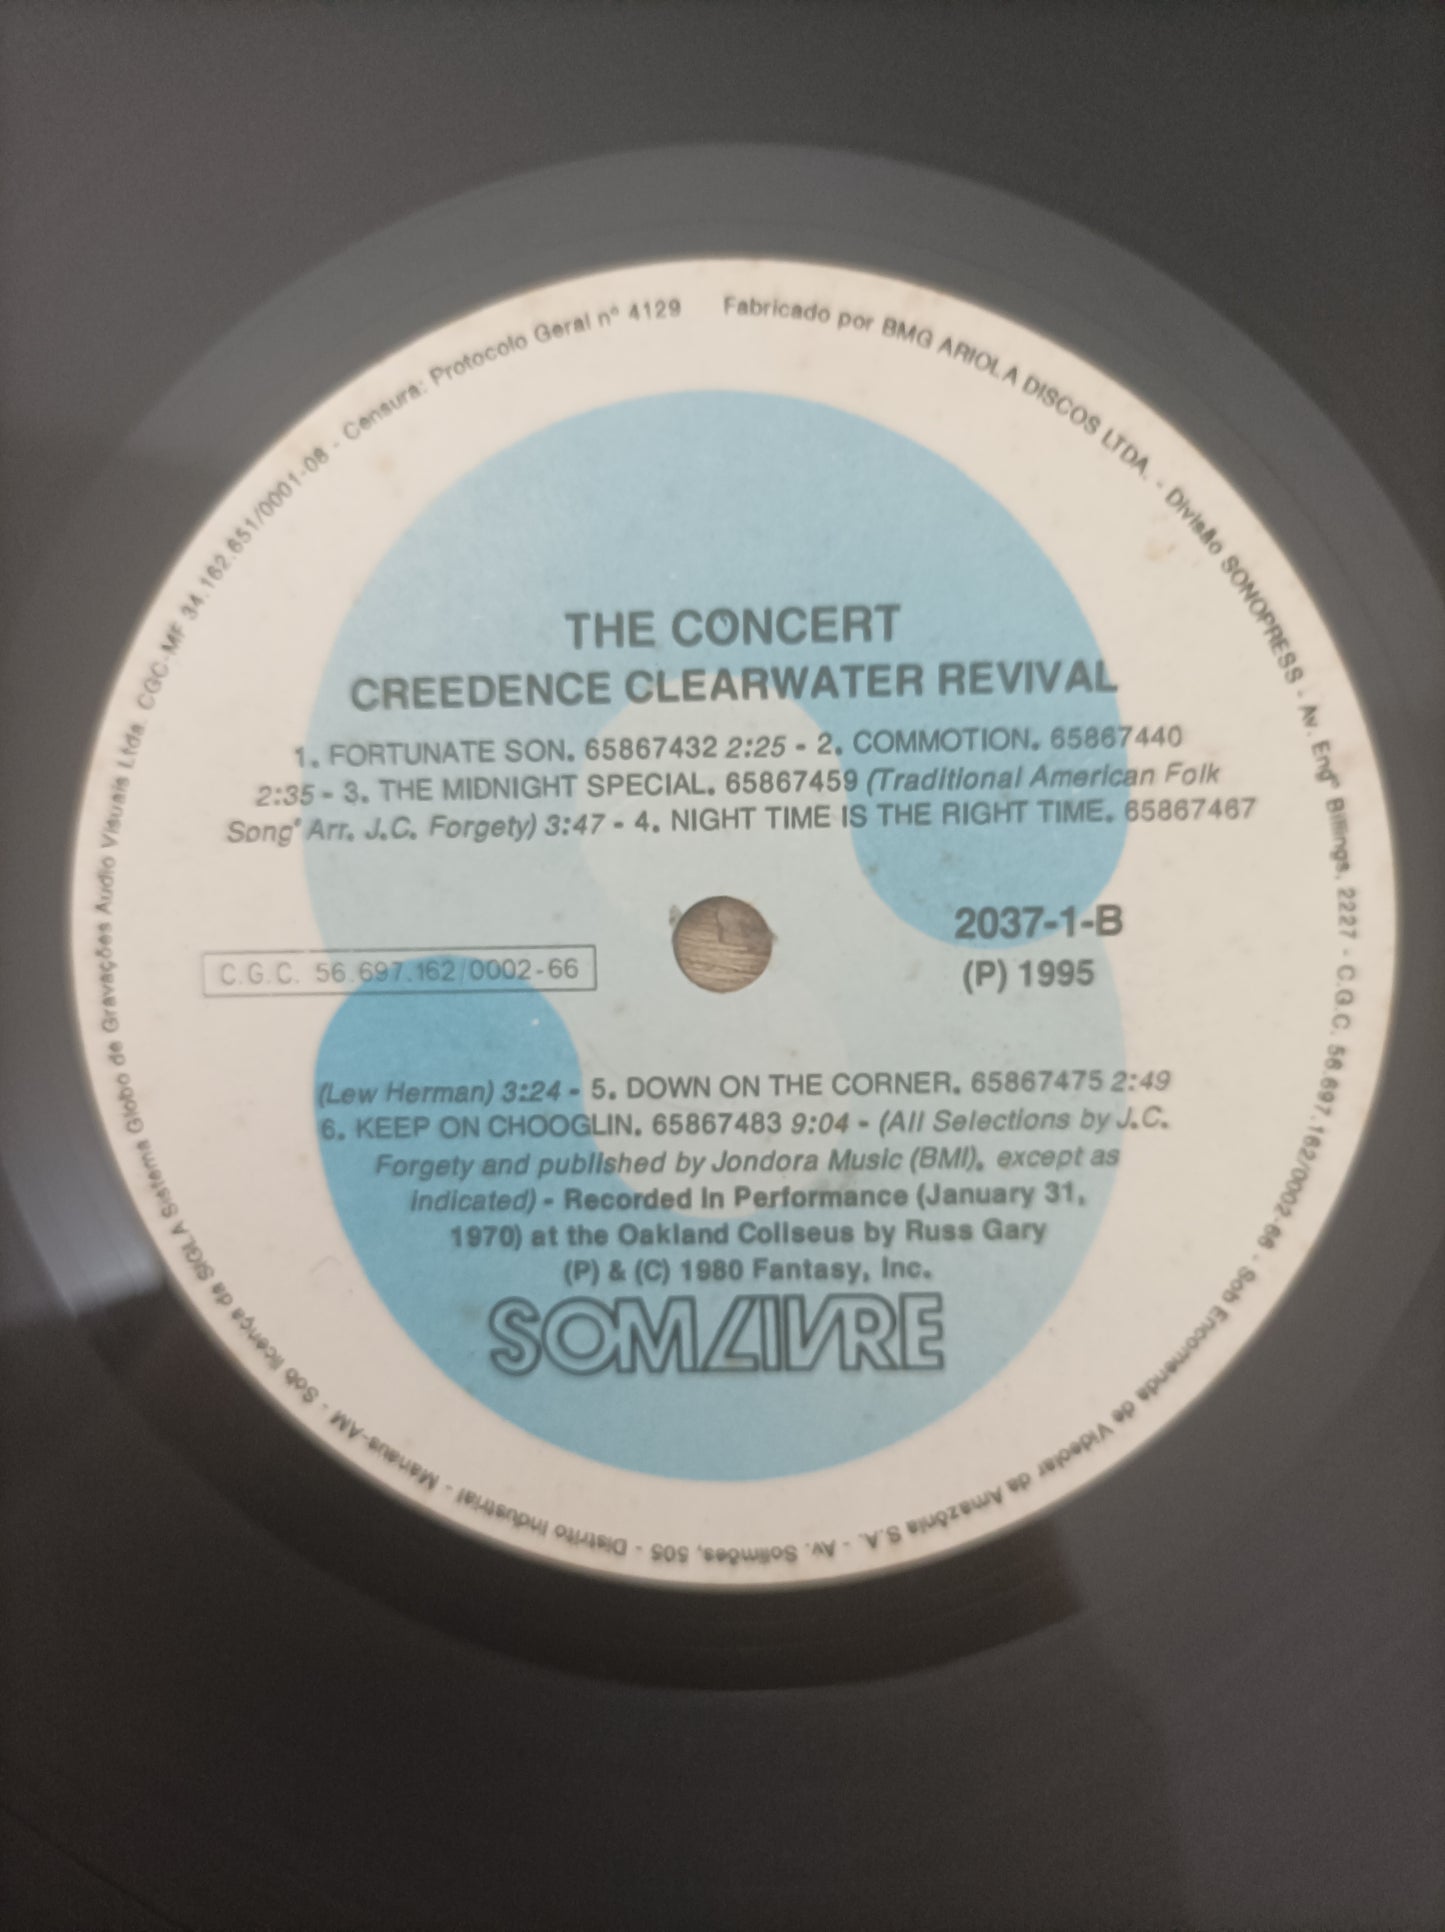 Fabricado por BMG ARIOLA DISCOS LTDA. - Divisão SONOPRESS - Av. Engº Billings, 2227 - C.G.C. 56.697.162/0002-66 - Sob Encomenda de Videolar da Amazônia S.A. - Av. Solimões, 505 - Distrito Industrial - Manaus-AM - Sob licença da SIGLA Sistema Globo de Gravações Audio Visuais Ltda. CGC-MF 34.162.651/0001-08 - Censura: Protocolo Geral nº 4129
THE CONCERT
CREEDENCE CLEARWATER REVIVAL
1. FORTUNATE SON. 65867432 2:25 - 2. COMMOTION. 65867440
2:35 - 3. THE MIDNIGHT SPECIAL. 65867459 (Traditional American Folk
Song' Arr. J.C. Forgety) 3:47 - 4. NIGHT TIME IS THE RIGHT TIME. 65867467
2037-1-B
C.G.C. 56.697.162/0002-66
(P) 1995
(Lew Herman) 3:24 - 5. DOWN ON THE CORNER. 65867475 2:49
6. KEEP ON CHOOGLIN. 65867483 9:04 - (All Selections by J.C.
Forgety and published by Jondora Music (BMI), except as
indicated) - Recorded In Performance (January 31,
1970) at the Oakland Coliseus by Russ Gary
(P) & (C) 1980 Fantasy, Inc.
SOM LIVRE